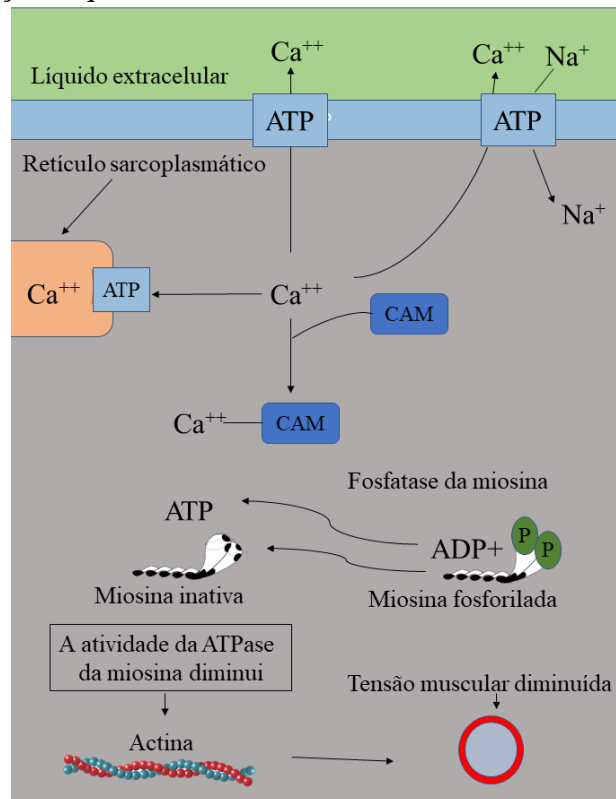 Ca++
Ca++
Na+
Líquido extracelular
ATP
ATP
Retículo sarcoplasmático
Na+
Ca++
ATP
Ca++
CAM
Ca++
CAM
Fosfatase da miosina
ATP
ADP+
P
P
Miosina inativa
Miosina fosforilada
A atividade da ATPase
da miosina diminui
Tensão muscular diminuída
Actina